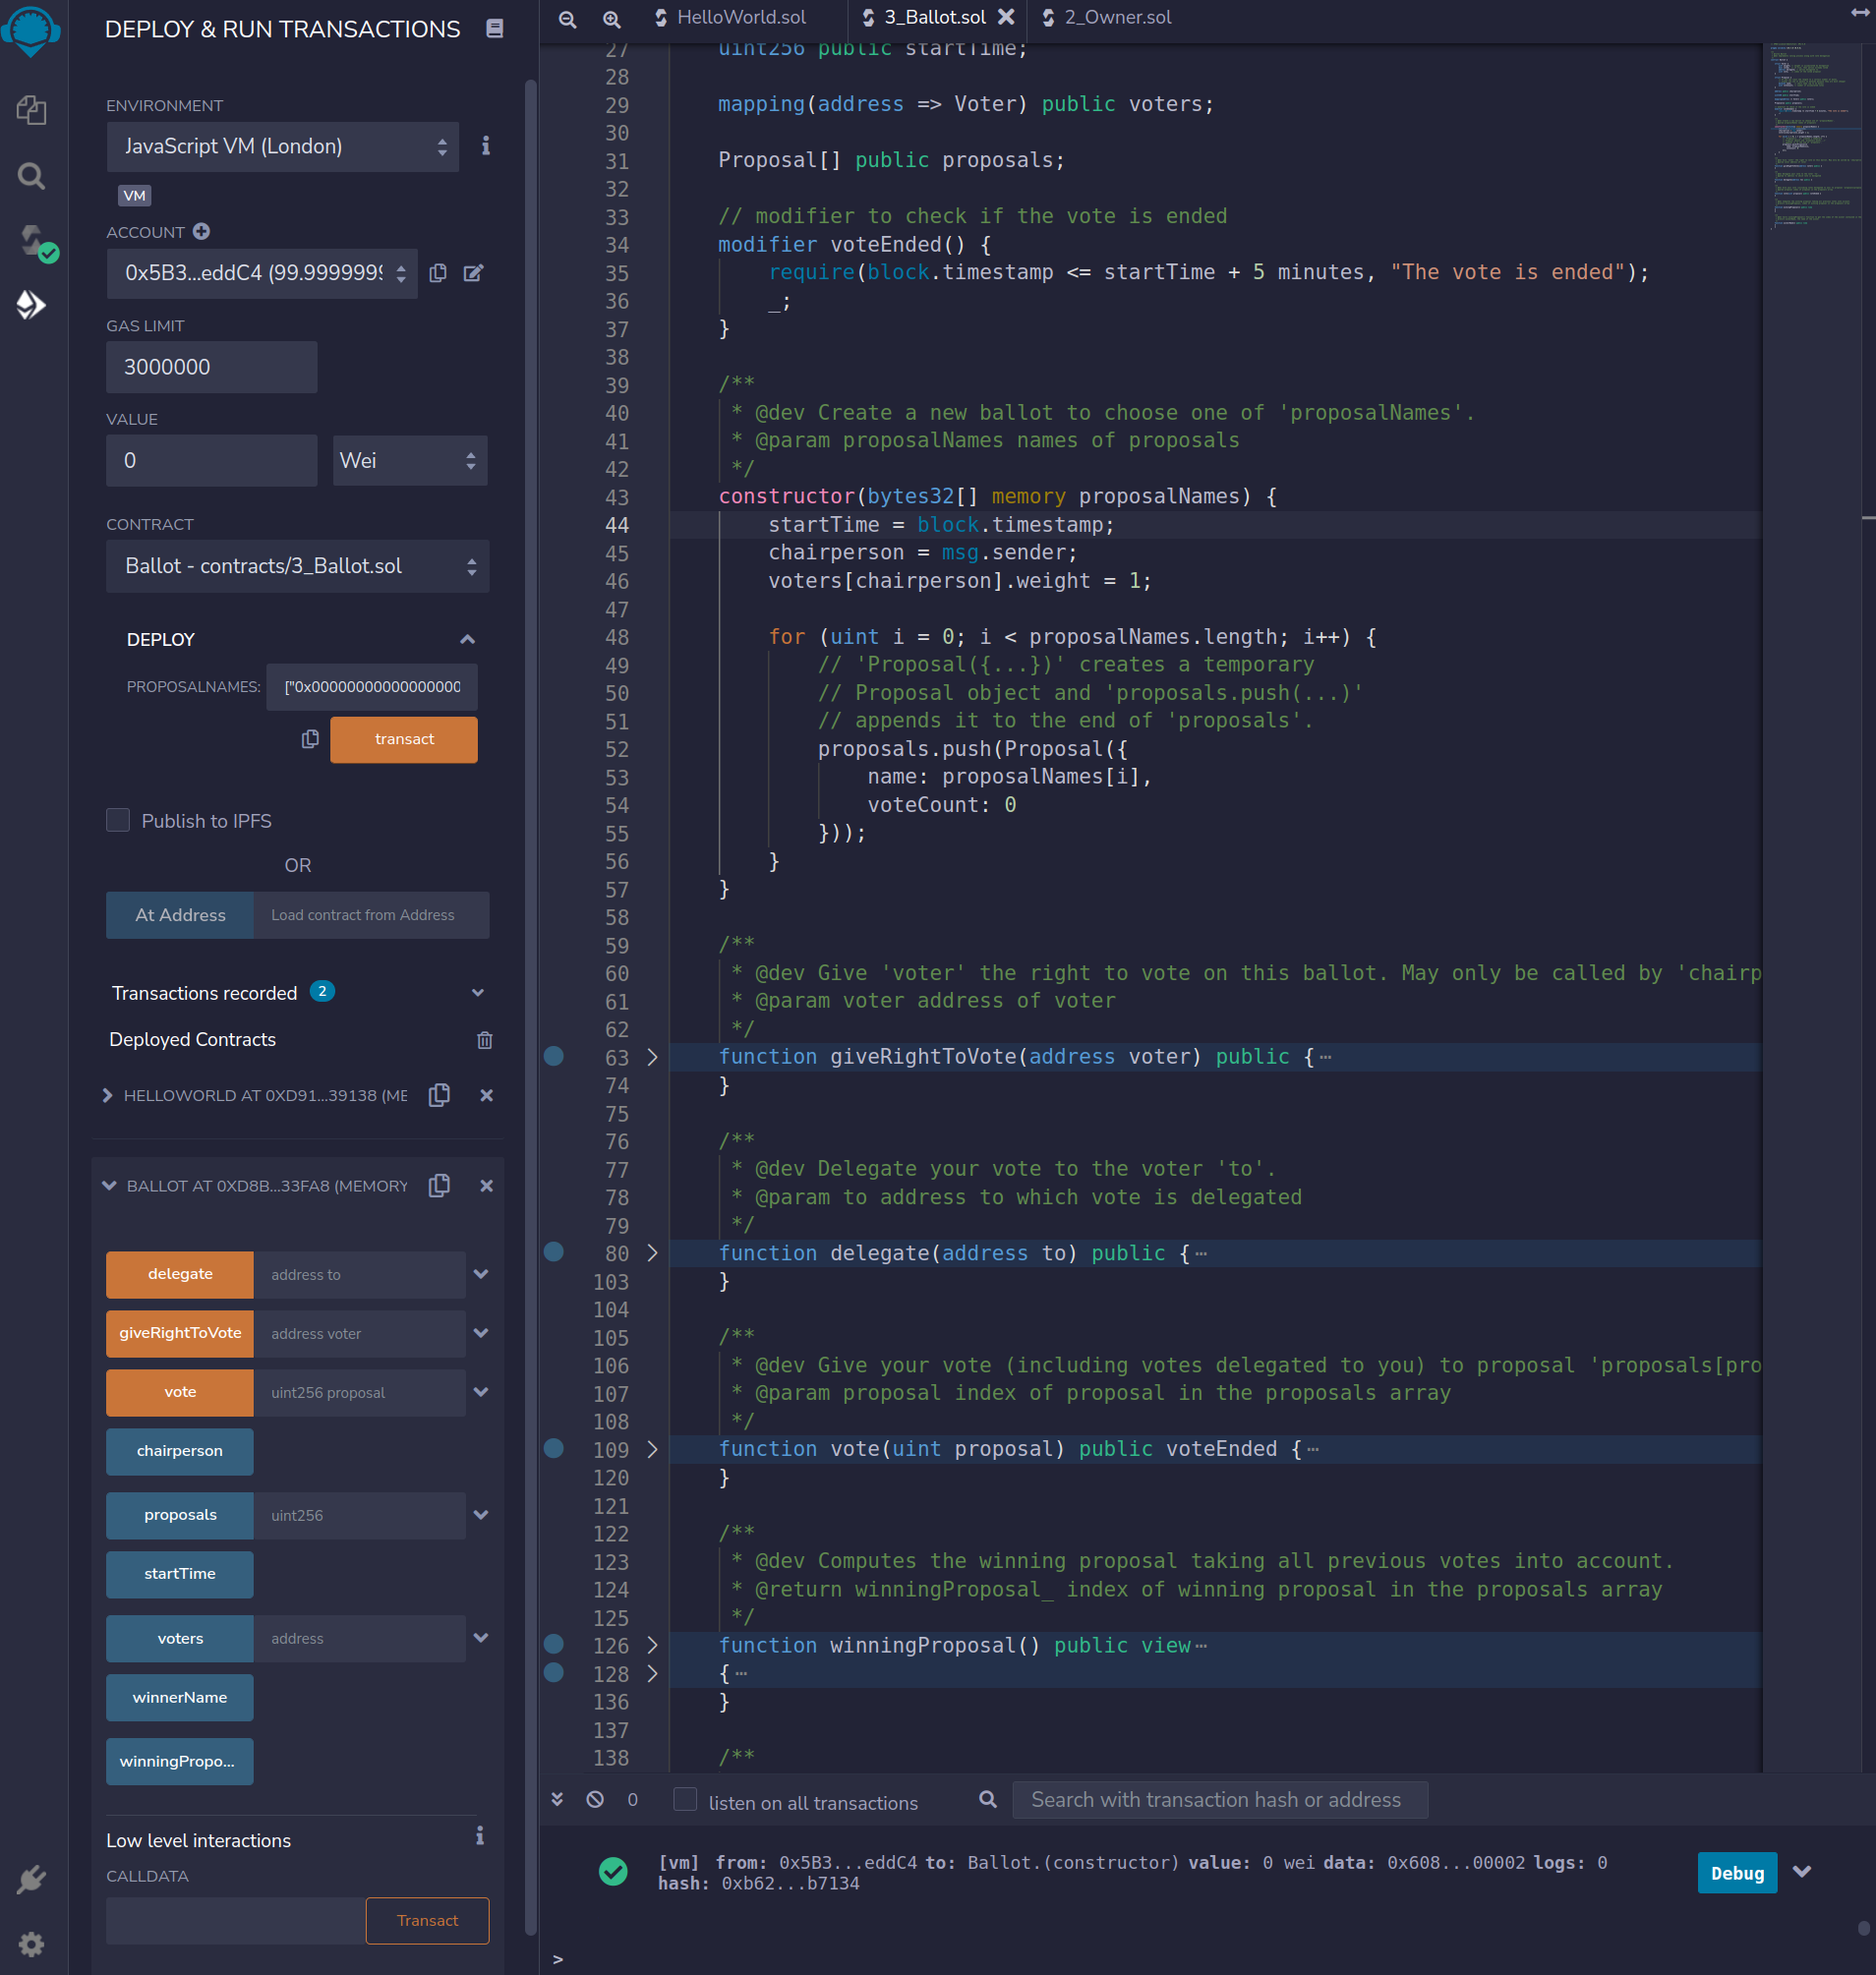 DEPLOY & RUN TRANSACTIONS
ENVIRONMENT
JavaScript VM (London)
VM
ACCOUNT
0x5B3...eddC4 (99.9999999
GAS LIMIT
3000000
VALUE
0
Wei
CONTRACT
Ballot - contracts/3_Ballot.sol
DEPLOY
PROPOSALNAMES:
["0x00000000000000000
transact
Publish to IPFS
OR
At Address
Load contract from Address
Transactions recorded 2
Deployed Contracts
HELLOWORLD AT 0XD91...39138 (ME
BALLOT AT 0XD8B...33FA8 (MEMORY
delegate
address to
giveRightToVote
address voter
vote
uint256 proposal
chairperson
proposals
uint256
startTime
voters
address
winnerName
winningPropo...
Low level interactions
CALLDATA
Transact
HelloWorld.sol
3_Ballot.sol
2_Owner.sol
27 uint256 public startTime;
28
29 mapping(address => Voter) public voters;
30
31 Proposal[] public proposals;
32
33 // modifier to check if the vote is ended
34 modifier voteEnded() {
35 require(block.timestamp <= startTime + 5 minutes, "The vote is ended");
36 _;
37 }
38
39 /**
40 * @dev Create a new ballot to choose one of 'proposalNames'.
41 * @param proposalNames names of proposals
42 */
43 constructor(bytes32[] memory proposalNames) {
44 startTime = block.timestamp;
45 chairperson = msg.sender;
46 voters[chairperson].weight = 1;
47
48 for (uint i = 0; i < proposalNames.length; i++) {
49 // 'Proposal({...})' creates a temporary
50 // Proposal object and 'proposals.push(...)'
51 // appends it to the end of 'proposals'.
52 proposals.push(Proposal({
53 name: proposalNames[i],
54 voteCount: 0
55 }));
56 }
57 }
58
59 /**
60 * @dev Give 'voter' the right to vote on this ballot. May only be called by 'chairp
61 * @param voter address of voter
62 */
63 function giveRightToVote(address voter) public {⋯
74 }
75
76 /**
77 * @dev Delegate your vote to the voter 'to'.
78 * @param to address to which vote is delegated
79 */
80 function delegate(address to) public {⋯
103 }
104
105 /**
106 * @dev Give your vote (including votes delegated to you) to proposal 'proposals[pro
107 * @param proposal index of proposal in the proposals array
108 */
109 function vote(uint proposal) public voteEnded {⋯
120 }
121
122 /**
123 * @dev Computes the winning proposal taking all previous votes into account.
124 * @return winningProposal_ index of winning proposal in the proposals array
125 */
126 function winningProposal() public view⋯
128 {⋯
136 }
137
138 /**
0
listen on all transactions
Search with transaction hash or address
[vm] from: 0x5B3...eddC4 to: Ballot.(constructor) value: 0 wei data: 0x608...00002 logs: 0
hash: 0xb62...b7134
Debug
>